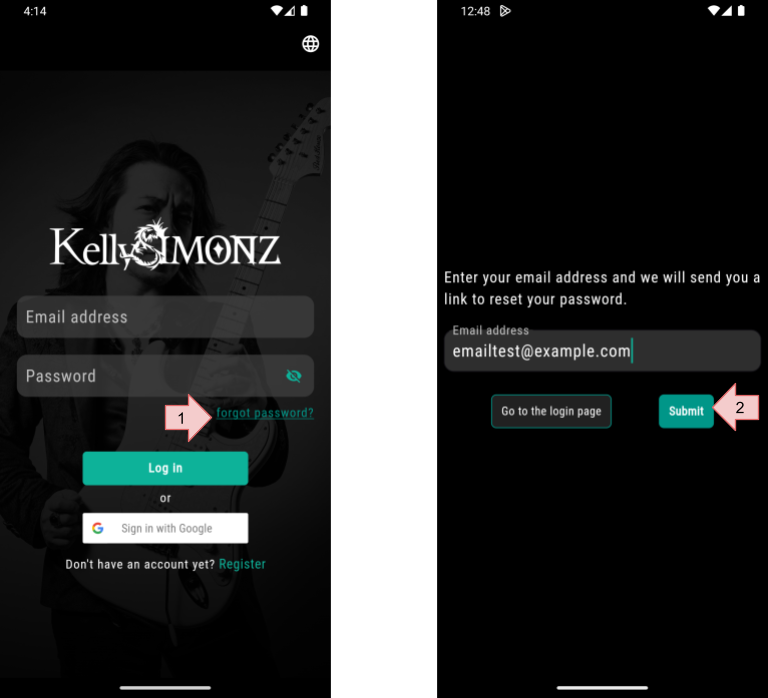 4:14
KellySIMONZ
Email address
Password
1
forgot password?
Log in
or
Sign in with Google
Don't have an account yet? Register
12:48
Enter your email address and we will send you a
link to reset your password.
Email address
emailtest@example.com
Go to the login page
Submit
2